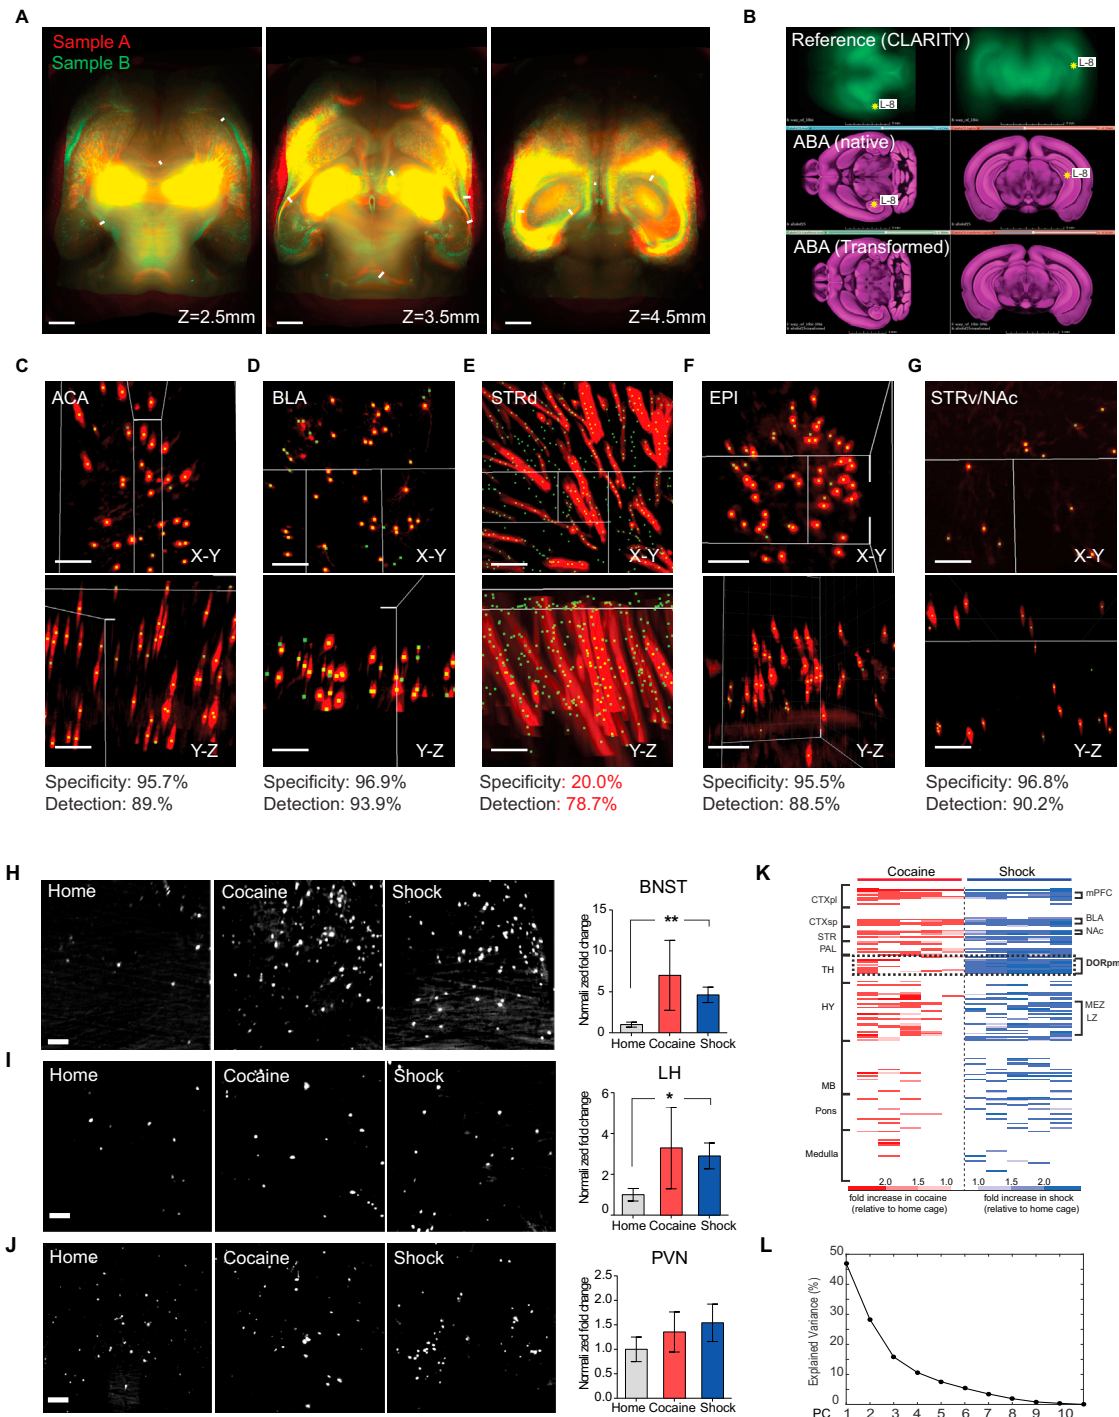 A
Sample A
Sample B
Z=2.5mm
Z=3.5mm
Z=4.5mm
B
Reference (CLARITY)
L-8
L-8
ABA (native)
L-8
L-8
ABA (Transformed)
C
ACA
X-Y
Y-Z
Specificity: 95.7%
Detection: 89.%
D
BLA
X-Y
Y-Z
Specificity: 96.9%
Detection: 93.9%
E
STRd
X-Y
Y-Z
Specificity: 20.0%
Detection: 78.7%
F
EPI
X-Y
Y-Z
Specificity: 95.5%
Detection: 88.5%
G
STRv/NAc
X-Y
Y-Z
Specificity: 96.8%
Detection: 90.2%
H
Home
Cocaine
Shock
BNST
Normalized fold change
15
10
5
0
**
Home Cocaine Shock
I
Home
Cocaine
Shock
LH
Normalized fold change
6
4
2
0
*
Home Cocaine Shock
J
Home
Cocaine
Shock
PVN
Normalized fold change
2.5
2.0
1.5
1.0
0.5
0.0
Home Cocaine Shock
K
Cocaine
Shock
CTXpl
CTXsp
STR
PAL
TH
HY
MB
Pons
Medulla
mPFC
BLA
NAc
DORpm
MEZ
LZ
2.0 1.5 1.0
1.0 1.5 2.0
fold increase in cocaine
(relative to home cage)
fold increase in shock
(relative to home cage)
L
Explained Variance (%)
50
40
30
20
10
0
PC 1 2 3 4 5 6 7 8 9 10